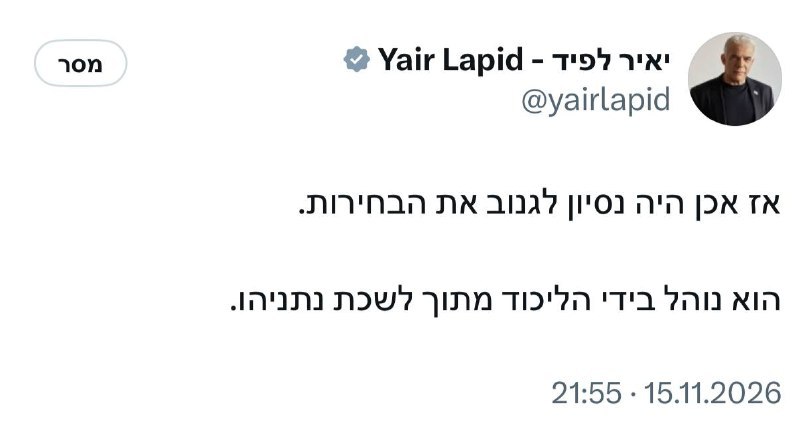 יאיר לפיד - Yair Lapid
@yairlapid
מסר
אז אכן היה נסיון לגנוב את הבחירות.
הוא נוהל בידי הליכוד מתוך לשכת נתניהו.
21:55 · 15.11.2026